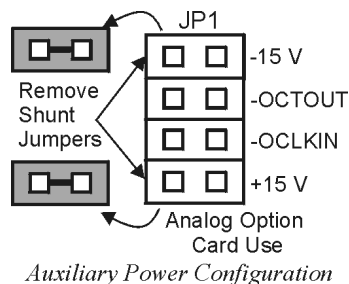 JP1
-15 V
Remove
Shunt
Jumpers
-OCTOUT
-OCLKIN
+15 V
Analog Option
Card Use
Auxiliary Power Configuration